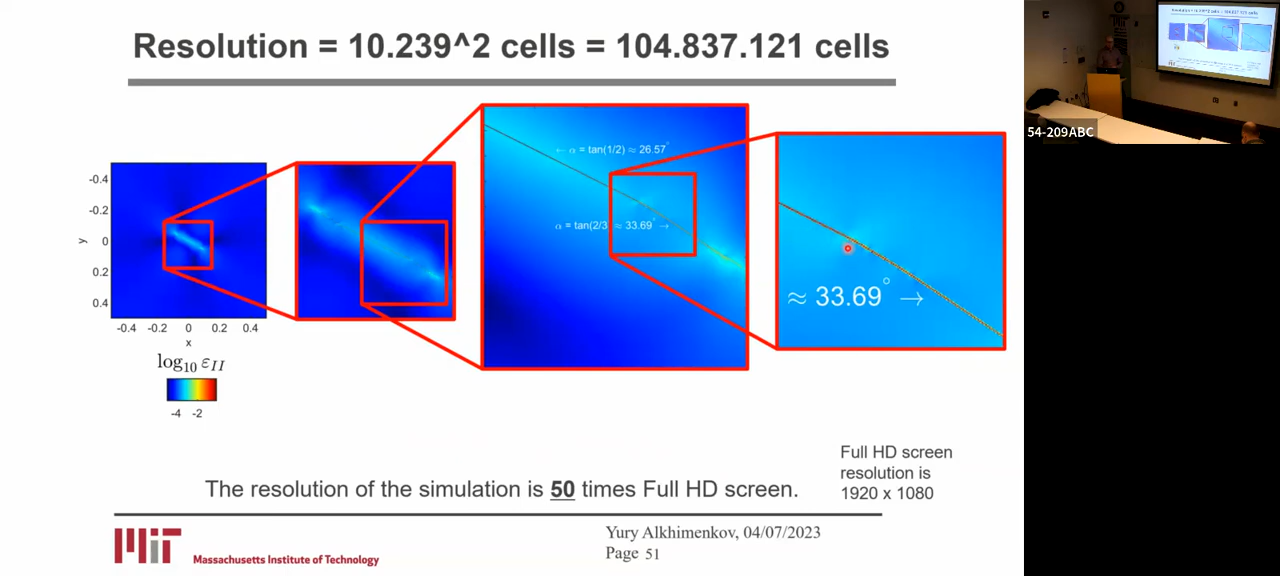 Resolution = 10.239^2 cells = 104.837.121 cells
54-209ABC
← α = tan(1/2) ≈ 26.57°
α = tan(2/3 ≈ 33.69° →
≈ 33.69° →
-0.4
-0.2
0
0.2
0.4
y
-0.4 -0.2 0 0.2 0.4
x
log₁₀ ε_II
-4 -2
Full HD screen
resolution is
1920 x 1080
The resolution of the simulation is 50 times Full HD screen.
Yury Alkhimenkov, 04/07/2023
Page 51
MIT
Massachusetts Institute of Technology